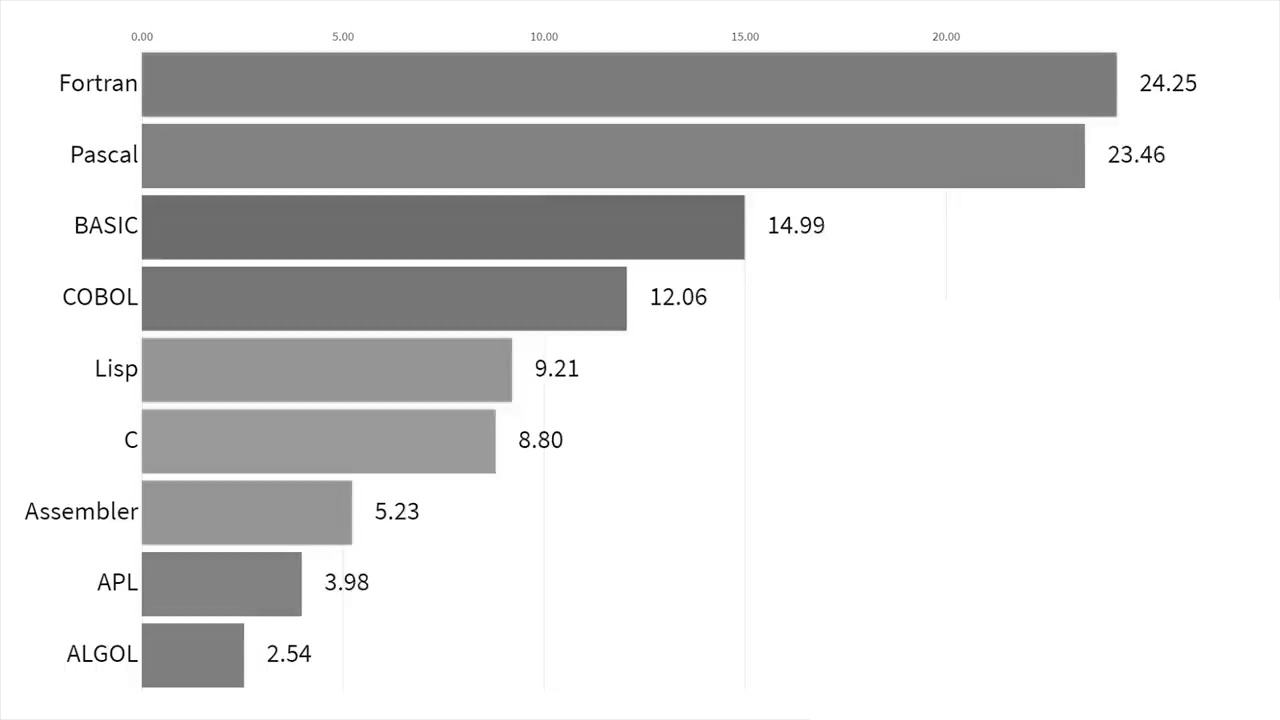 0.00 5.00 10.00 15.00 20.00
Fortran 24.25
Pascal 23.46
BASIC 14.99
COBOL 12.06
Lisp 9.21
C 8.80
Assembler 5.23
APL 3.98
ALGOL 2.54